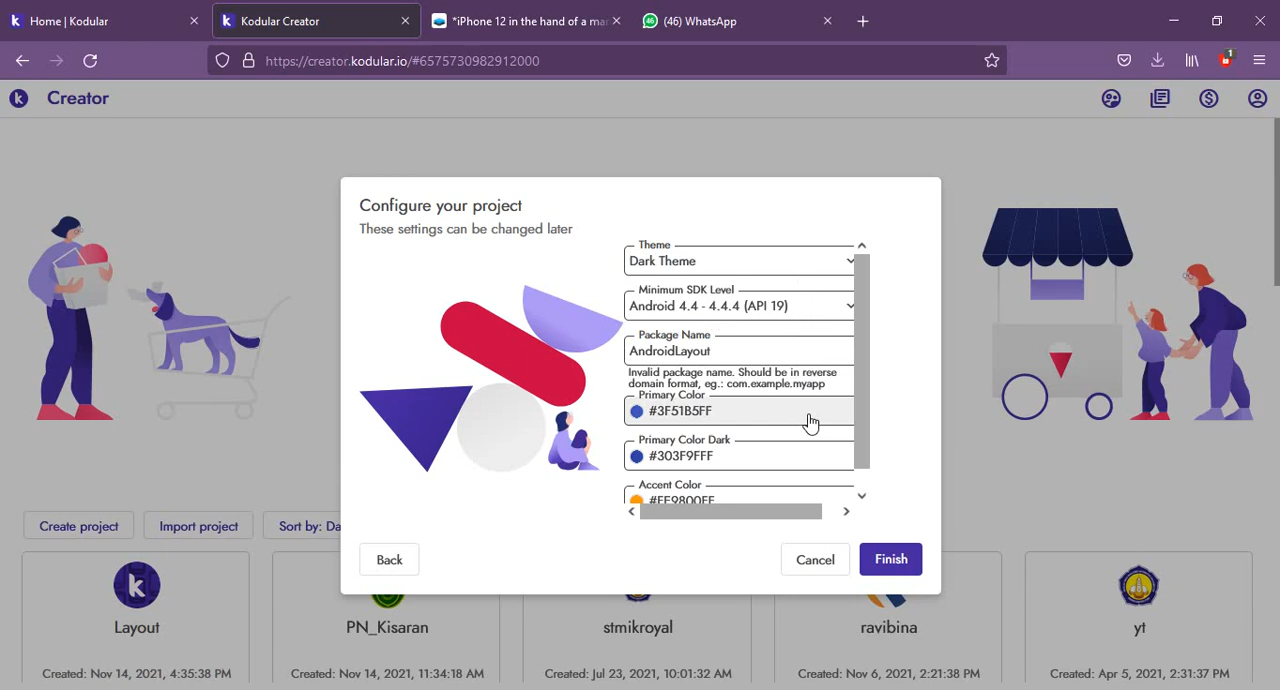 Home | Kodular
Kodular Creator
*iPhone 12 in the hand of a mar
(46) WhatsApp
https://creator.kodular.io/#6575730982912000
1
Creator
Configure your project
These settings can be changed later
Theme
Dark Theme
Minimum SDK Level
Android 4.4 - 4.4.4 (API 19)
Package Name
AndroidLayout
Invalid package name. Should be in reverse
domain format, eg.: com.example.myapp
Primary Color
#3F51B5FF
Primary Color Dark
#303F9FFF
Accent Color
#FF9800FF
Create project
Import project
Sort by: Da
Back
Cancel
Finish
Layout
PN_Kisaran
stmikroyal
ravibina
yt
Created: Nov 14, 2021, 4:35:38 PM
Created: Nov 14, 2021, 11:34:18 AM
Created: Jul 23, 2021, 10:01:32 AM
Created: Nov 6, 2021, 2:21:38 PM
Created: Apr 5, 2021, 2:31:37 PM